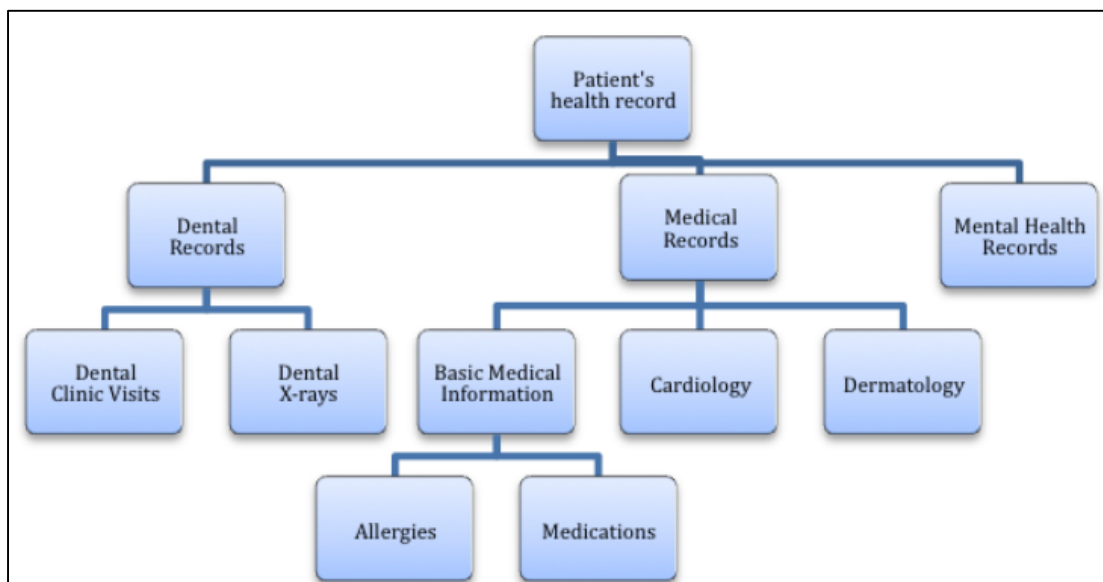 Patient's
health record
Dental
Records
Medical
Records
Mental Health
Records
Dental
Clinic Visits
Dental
X-rays
Basic Medical
Information
Cardiology
Dermatology
Allergies
Medications